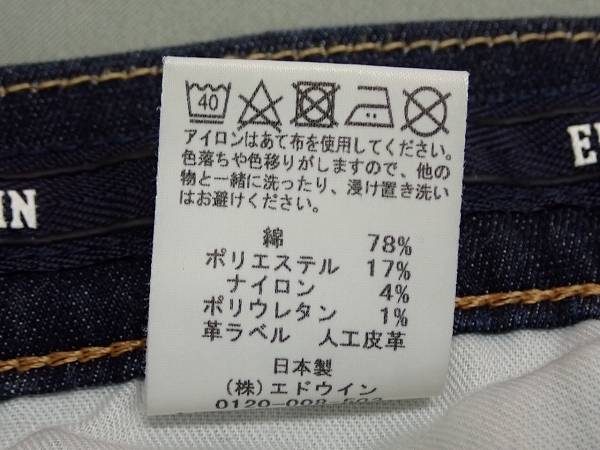 40
アイロンはあて布を使用してください。
色落ちや色移りがしますので、他の
物と一緒に洗ったり、浸け置き洗い
はお避けください。
綿 78%
ポリエステル 17%
ナイロン 4%
ポリウレタン 1%
革ラベル 人工皮革
日本製
(株)エドウイン
0120-008-503
IN
E